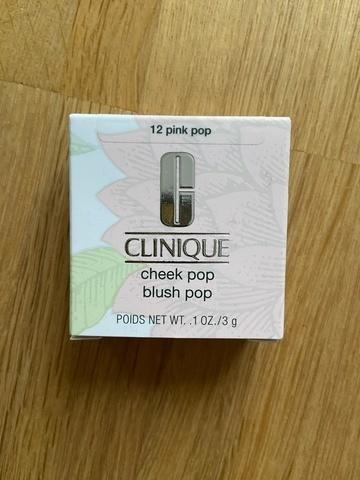 12 pink pop
CLINIQUE
cheek pop
blush pop
POIDS NET WT. .1 OZ./3 g